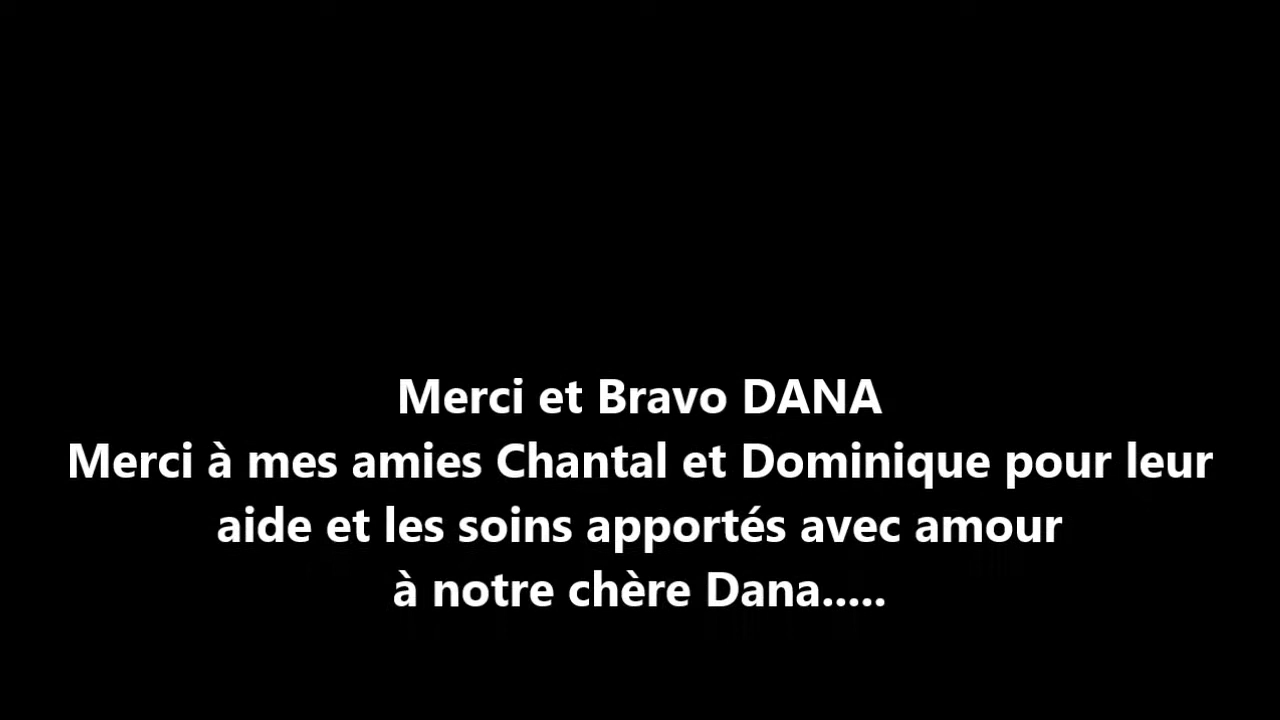 Merci et Bravo DANA
Merci à mes amies Chantal et Dominique pour leur
aide et les soins apportés avec amour
à notre chère Dana.....